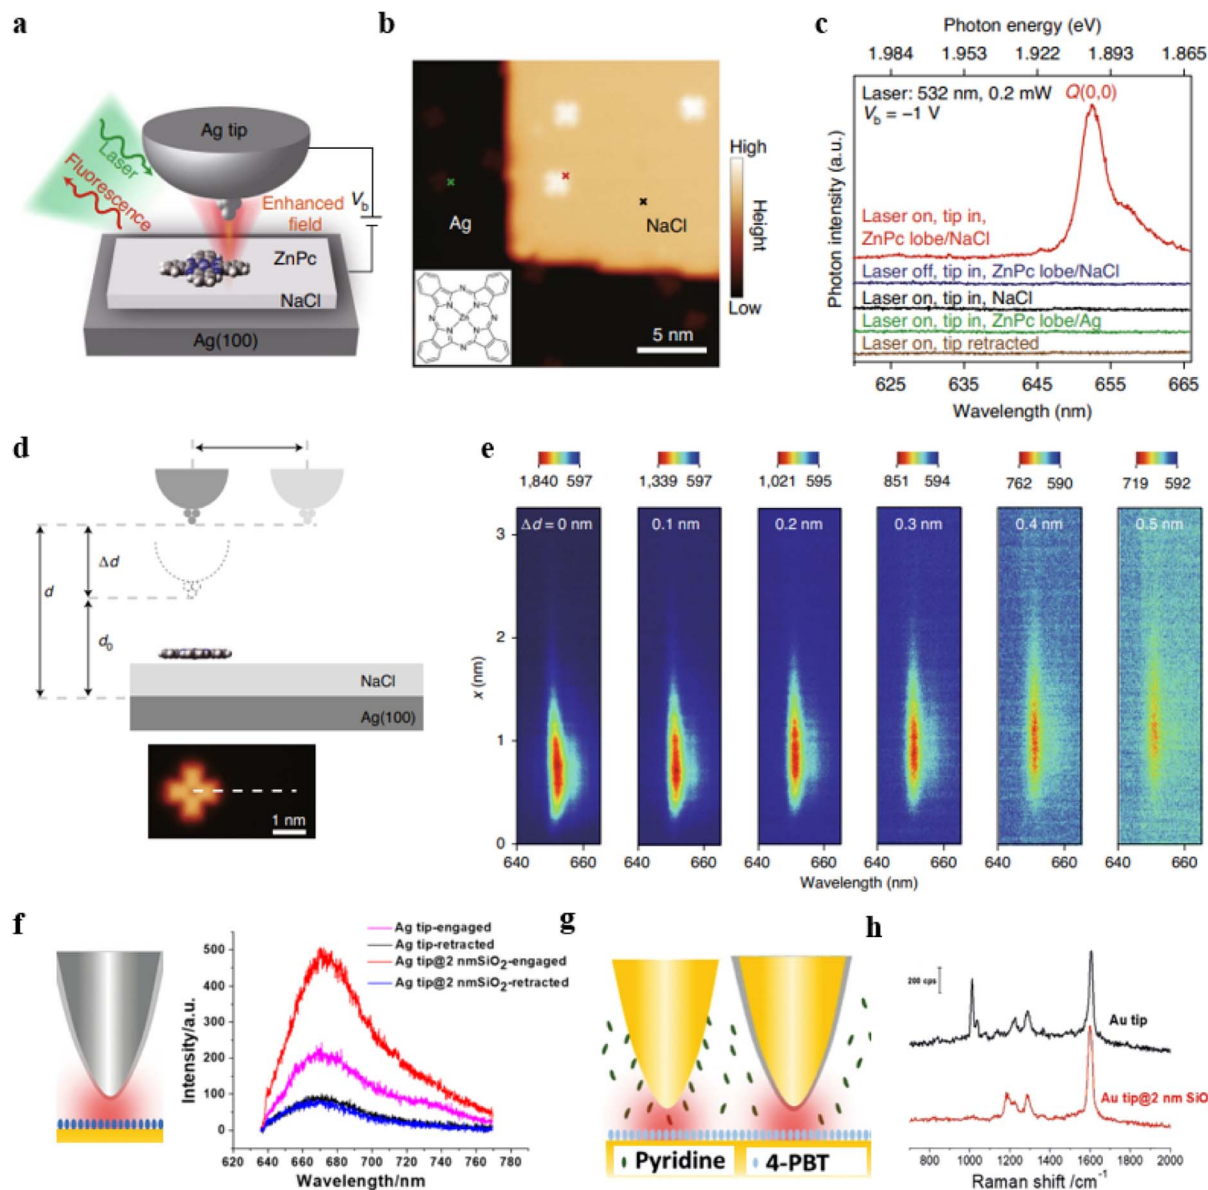 a
Ag tip
Laser
Fluorescence
Enhanced
field
V_b
ZnPc
NaCl
Ag(100)
b
Ag
NaCl
5 nm
High
Height
Low
N
N
N
N
Zn
N
N
N
N
c
Photon energy (eV)
1.984 1.953 1.922 1.893 1.865
Laser: 532 nm, 0.2 mW
Q(0,0)
V_b = −1 V
Laser on, tip in,
ZnPc lobe/NaCl
Laser off, tip in, ZnPc lobe/NaCl
Laser on, tip in, NaCl
Laser on, tip in, ZnPc lobe/Ag
Laser on, tip retracted
Photon intensity (a.u.)
625 635 645 655 665
Wavelength (nm)
d
Δd
d
d_0
NaCl
Ag(100)
1 nm
e
1,840 597
1,339 597
1,021 595
851 594
762 590
719 592
Δd = 0 nm
0.1 nm
0.2 nm
0.3 nm
0.4 nm
0.5 nm
3
2
1
0
x (nm)
640 660
640 660
640 660
640 660
640 660
640 660
Wavelength (nm)
f
Ag tip-engaged
Ag tip-retracted
Ag tip@2 nmSiO₂-engaged
Ag tip@2 nmSiO₂-retracted
500
400
300
200
100
0
Intensity/a.u.
620 640 660 680 700 720 740 760 780
Wavelength/nm
g
Pyridine
4-PBT
h
200 cps
Au tip
Au tip@2 nm SiO
800 1000 1200 1400 1600 1800 2000
Raman shift /cm⁻¹